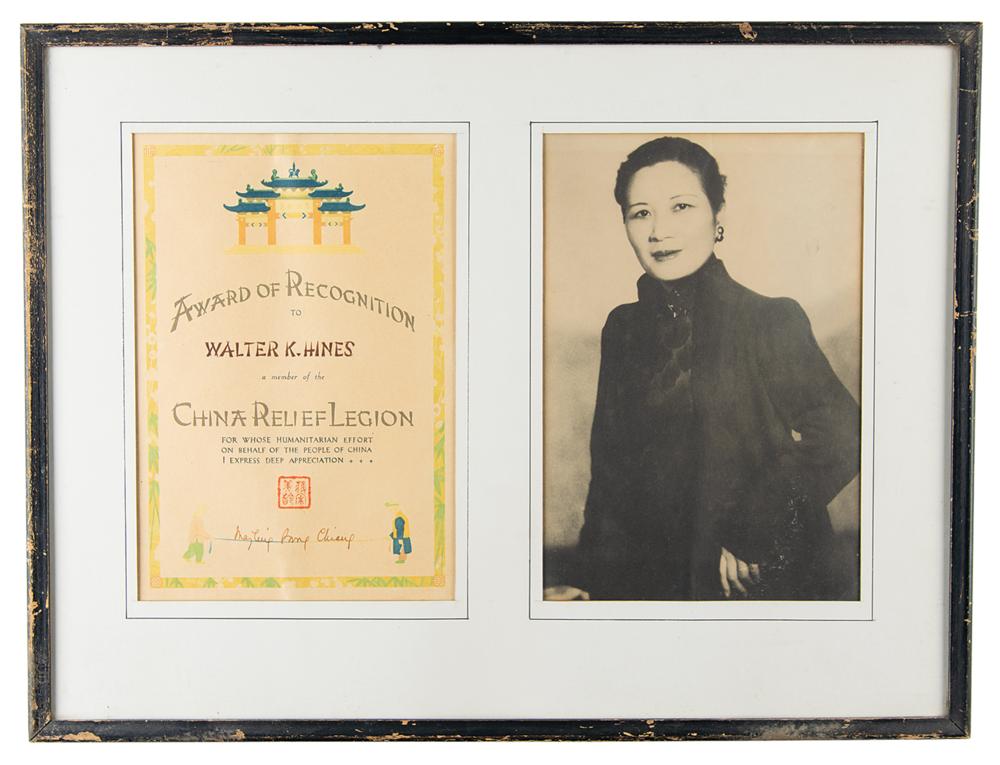 AWARD OF RECOGNITION
TO
WALTER K. HINES
a member of the
CHINA RELIEF LEGION
FOR WHOSE HUMANITARIAN EFFORT
ON BEHALF OF THE PEOPLE OF CHINA
I EXPRESS DEEP APPRECIATION + + +
Mayling Soong Chiang